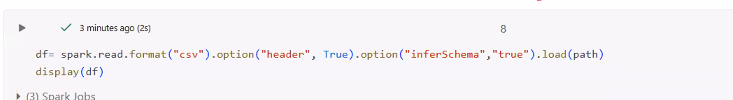 3 minutes ago (2s)
8
df= spark.read.format("csv").option("header", True).option("inferSchema","true").load(path)
display(df)
(3) Spark Jobs